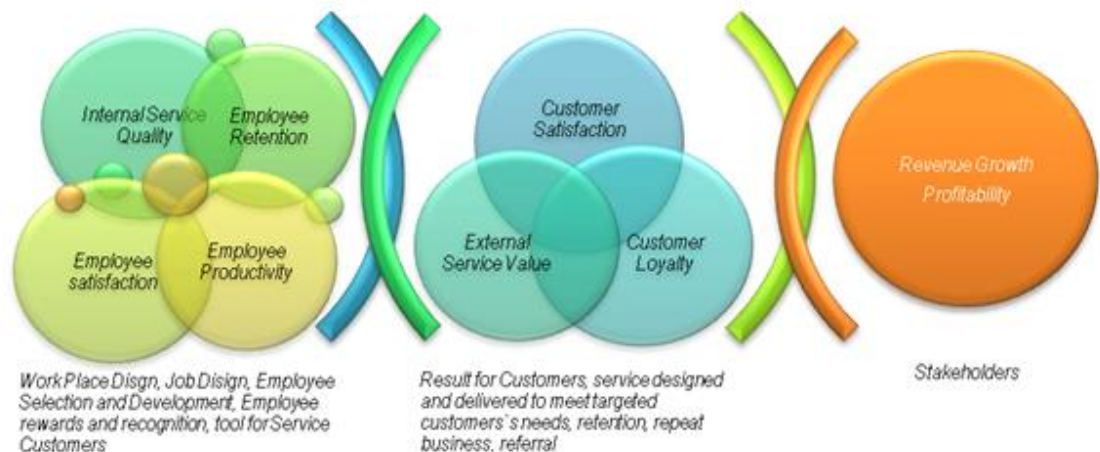 Internal Service
Quality
Employee
Retention
Employee
satisfaction
Employee
Productivity
Customer
Satisfaction
External
Service Value
Customer
Loyalty
Revenue Growth
Profitability
Work Place Disgn, Job Disign, Employee
Selection and Development, Employee
rewards and recognition, tool for Service
Customers
Result for Customers, service designed
and delivered to meet targeted
customers`s needs, retention, repeat
business, referral
Stakeholders